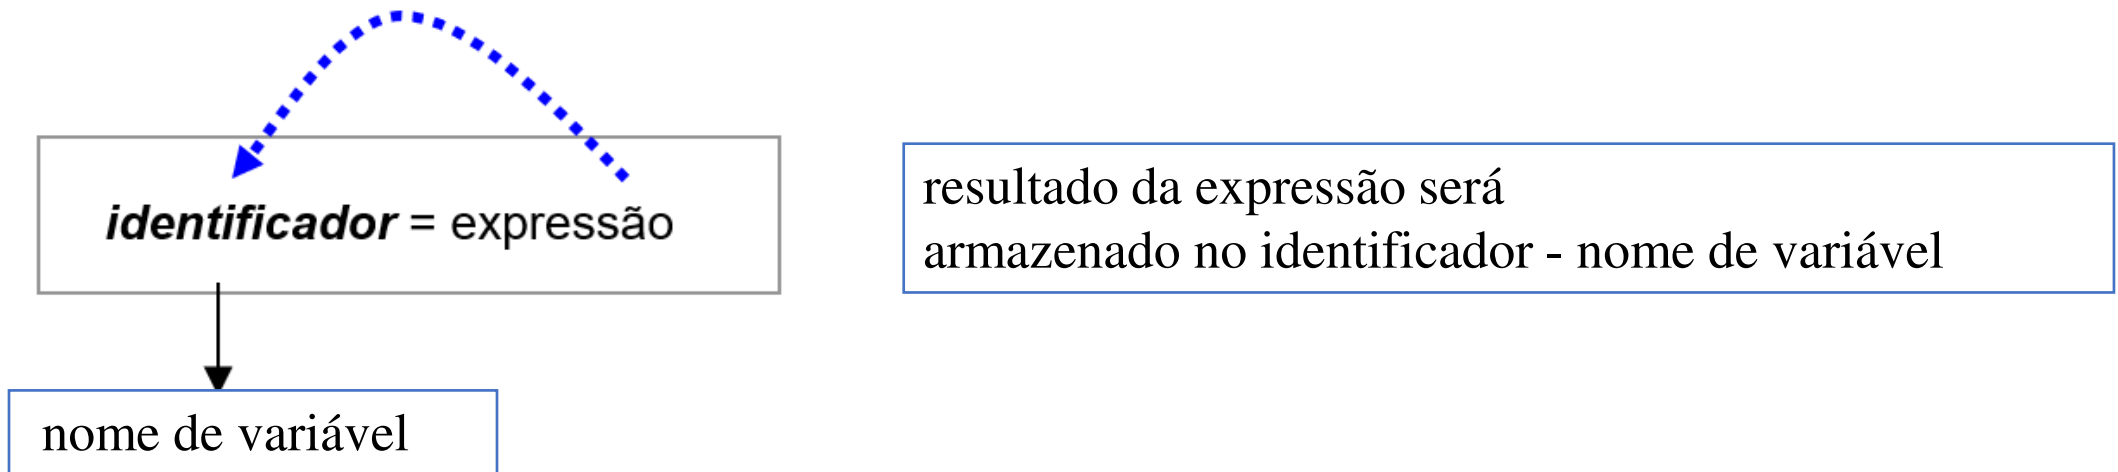 identificador = expressão
resultado da expressão será
armazenado no identificador - nome de variável
nome de variável